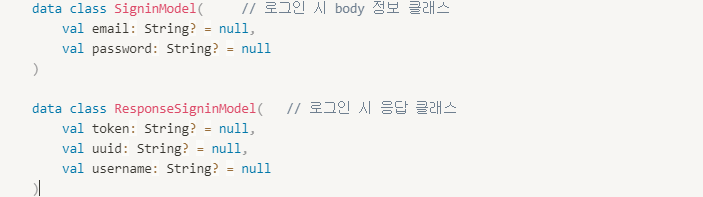 data class SigninModel(     // 로그인 시 body 정보 클래스
    val email: String? = null,
    val password: String? = null
)
data class ResponseSigninModel(   // 로그인 시 응답 클래스
    val token: String? = null,
    val uuid: String? = null,
    val username: String? = null
)